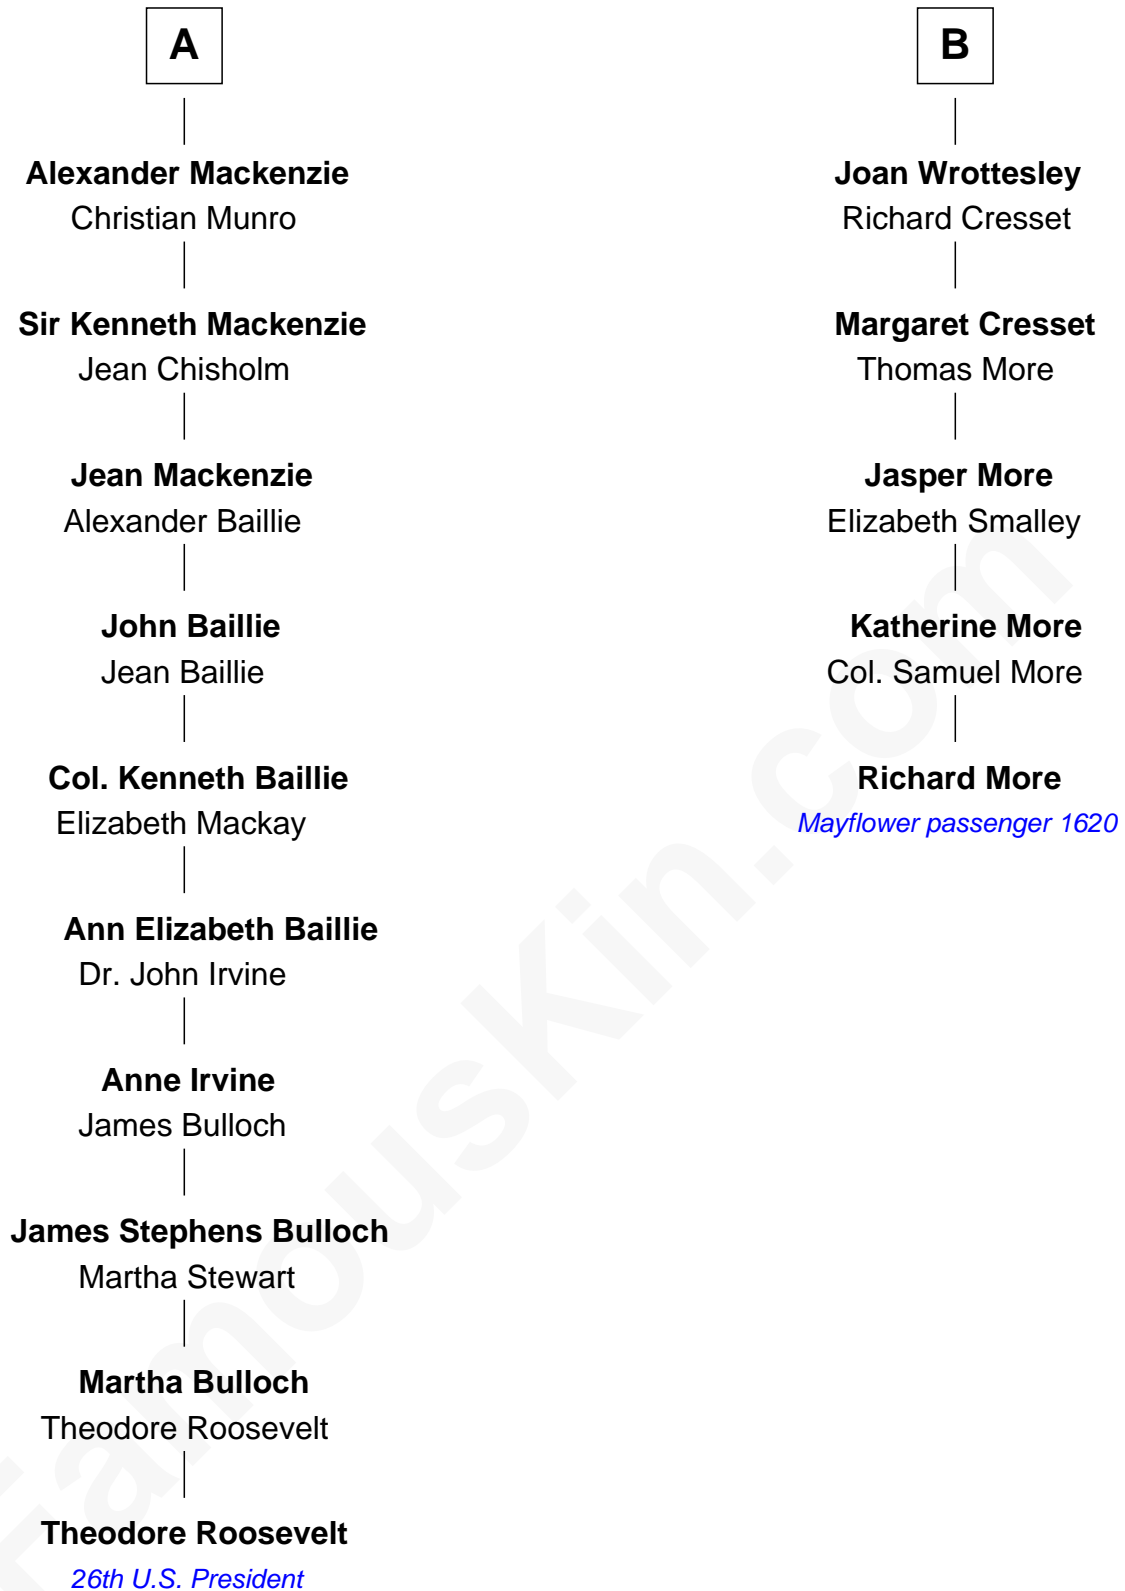 A
Alexander Mackenzie
Christian Munro
Sir Kenneth Mackenzie
Jean Chisholm
Jean Mackenzie
Alexander Baillie
John Baillie
Jean Baillie
Col. Kenneth Baillie
Elizabeth Mackay
Ann Elizabeth Baillie
Dr. John Irvine
Anne Irvine
James Bulloch
James Stephens Bulloch
Martha Stewart
Martha Bulloch
Theodore Roosevelt
Theodore Roosevelt
26th U.S. President
B
Joan Wrottesley
Richard Cresset
Margaret Cresset
Thomas More
Jasper More
Elizabeth Smalley
Katherine More
Col. Samuel More
Richard More
Mayflower passenger 1620
FamousKin.com